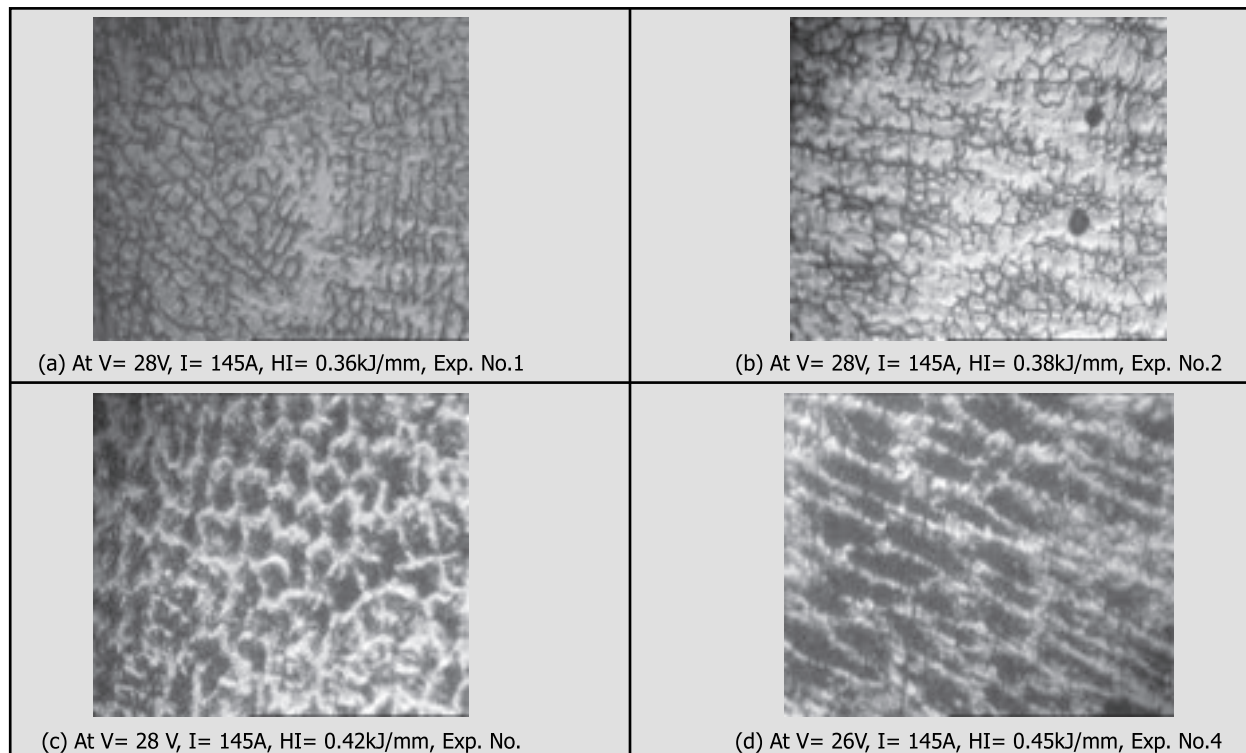 (a) At V= 28V, I= 145A, HI= 0.36kJ/mm, Exp. No.1
(b) At V= 28V, I= 145A, HI= 0.38kJ/mm, Exp. No.2
(c) At V= 28 V, I= 145A, HI= 0.42kJ/mm, Exp. No.
(d) At V= 26V, I= 145A, HI= 0.45kJ/mm, Exp. No.4